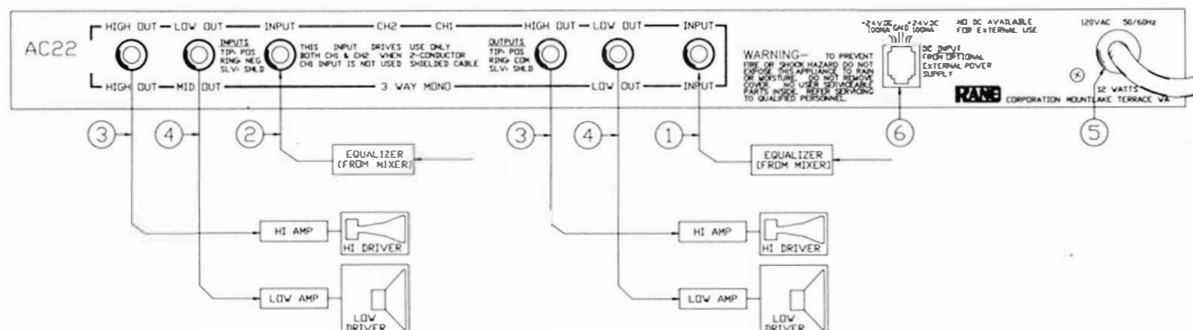 HIGH OUT LOW OUT INPUT CH2 CH1 HIGH OUT LOW OUT INPUT
AC22
INPUTS
TIP: POS
RING: NEG
SLV: SHLD
THIS INPUT DRIVES
BOTH CH1 & CH2 WHEN
CH1 INPUT IS NOT USED
USE ONLY
2-CONDUCTOR
SHIELDED CABLE
OUTPUTS
TIP: POS
RING: COM
SLV: SHLD
HIGH OUT MID OUT 3 WAY MONO LOW OUT INPUT
WARNING— TO PREVENT
FIRE OR SHOCK HAZARD DO NOT
EXPOSE THIS APPLIANCE TO RAIN
OR MOISTURE. DO NOT REMOVE
COVER. NO USER SERVICEABLE
PARTS INSIDE. REFER SERVICING
TO QUALIFIED PERSONNEL.
-24VDC +24VDC
100MA GND 100MA
NO DC AVAILABLE
FOR EXTERNAL USE
DC INPUT
FROM OPTIONAL
EXTERNAL POWER
SUPPLY
120VAC 50/60Hz
12 WATTS
RANE CORPORATION MOUNTLAKE TERRACE WA
3 4 2 3 4 1 6 5
EQUALIZER
(FROM MIXER)
EQUALIZER
(FROM MIXER)
HI AMP
HI DRIVER
HI AMP
HI DRIVER
LOW AMP
LOW
DRIVER
LOW AMP
LOW
DRIVER